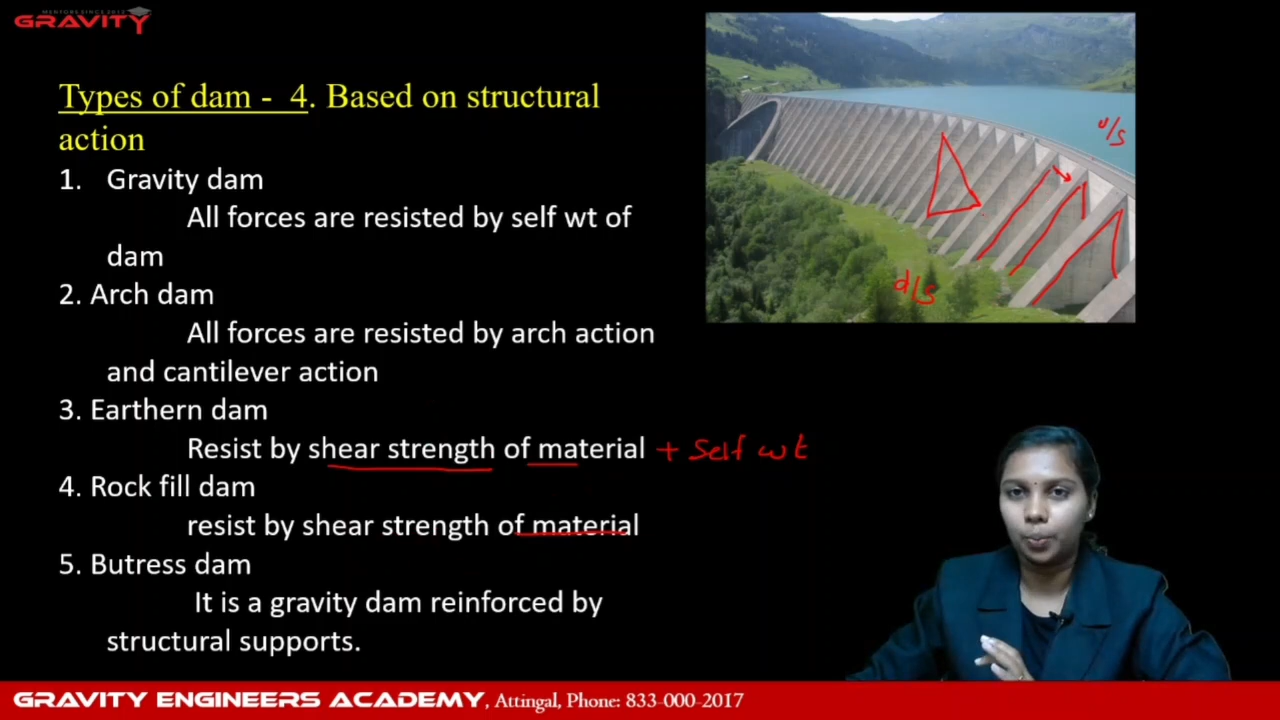 MENTORS SINCE 2012
GRAVITY
Types of dam - 4. Based on structural
action
1. Gravity dam
All forces are resisted by self wt of
dam
2. Arch dam
All forces are resisted by arch action
and cantilever action
3. Earthern dam
Resist by shear strength of material + Self wt
4. Rock fill dam
resist by shear strength of material
5. Butress dam
It is a gravity dam reinforced by
structural supports.
u/s
d/s
GRAVITY ENGINEERS ACADEMY, Attingal, Phone: 833-000-2017